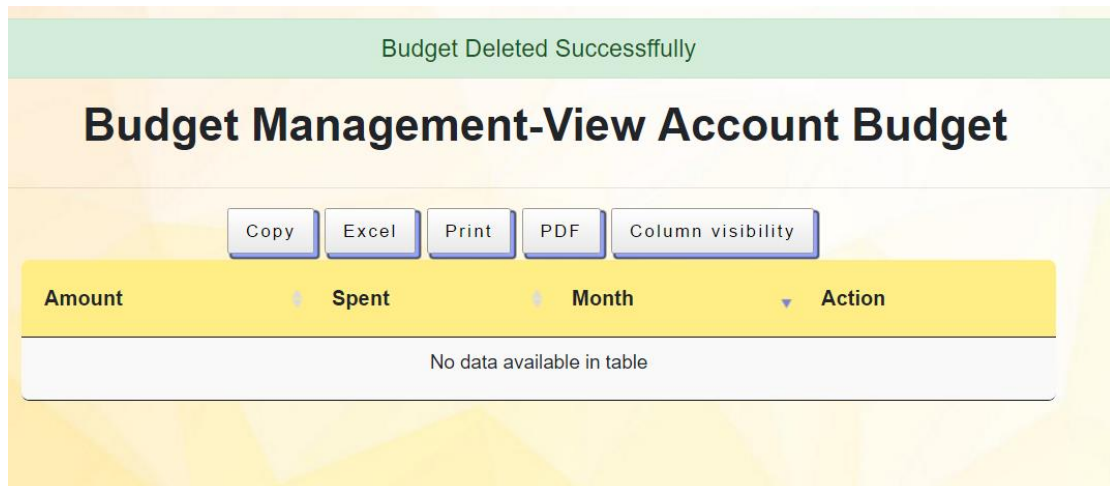 Budget Deleted Successffully
Budget Management-View Account Budget
Copy Excel Print PDF Column visibility
Amount Spent Month Action
No data available in table